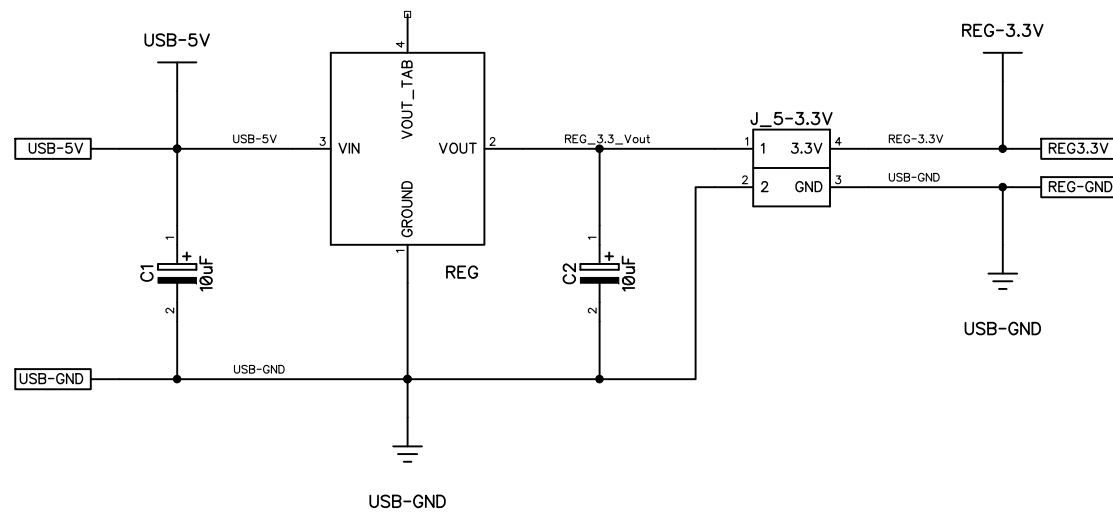 USB-5V
REG-3.3V
4
VOUT_TAB
J_5-3.3V
USB-5V
USB-5V
3
VIN
VOUT
2
REG_3.3_Vout
1
1
3.3V
4
REG-3.3V
REG3.3V
2
2
GND
3
USB-GND
REG-GND
GROUND
1
1
+
C1
10uF
2
REG
1
+
C2
10uF
2
USB-GND
USB-GND
USB-GND
USB-GND